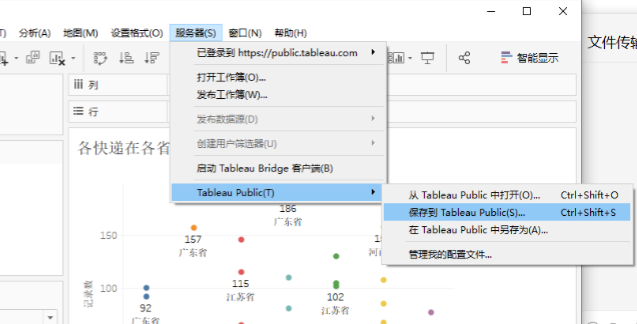 T) 分析(A) 地图(M) 设置格式(O) 服务器(S) 窗口(N) 帮助(H)
文件传输
已登录到 https://public.tableau.com
智能显示
打开工作簿(O)...
列
发布工作簿(W)...
行
发布数据源(D)
各快递在各省
创建用户筛选器(U)
启动 Tableau Bridge 客户端(B)
Tableau Public(T)
从 Tableau Public 中打开(O)... Ctrl+Shift+O
保存到 Tableau Public(S)... Ctrl+Shift+S
在 Tableau Public 中另存为(A)...
管理我的配置文件...
186
广东省
150
157
广东省
115
江苏省
102
江苏省
100
92
广东省
记录数